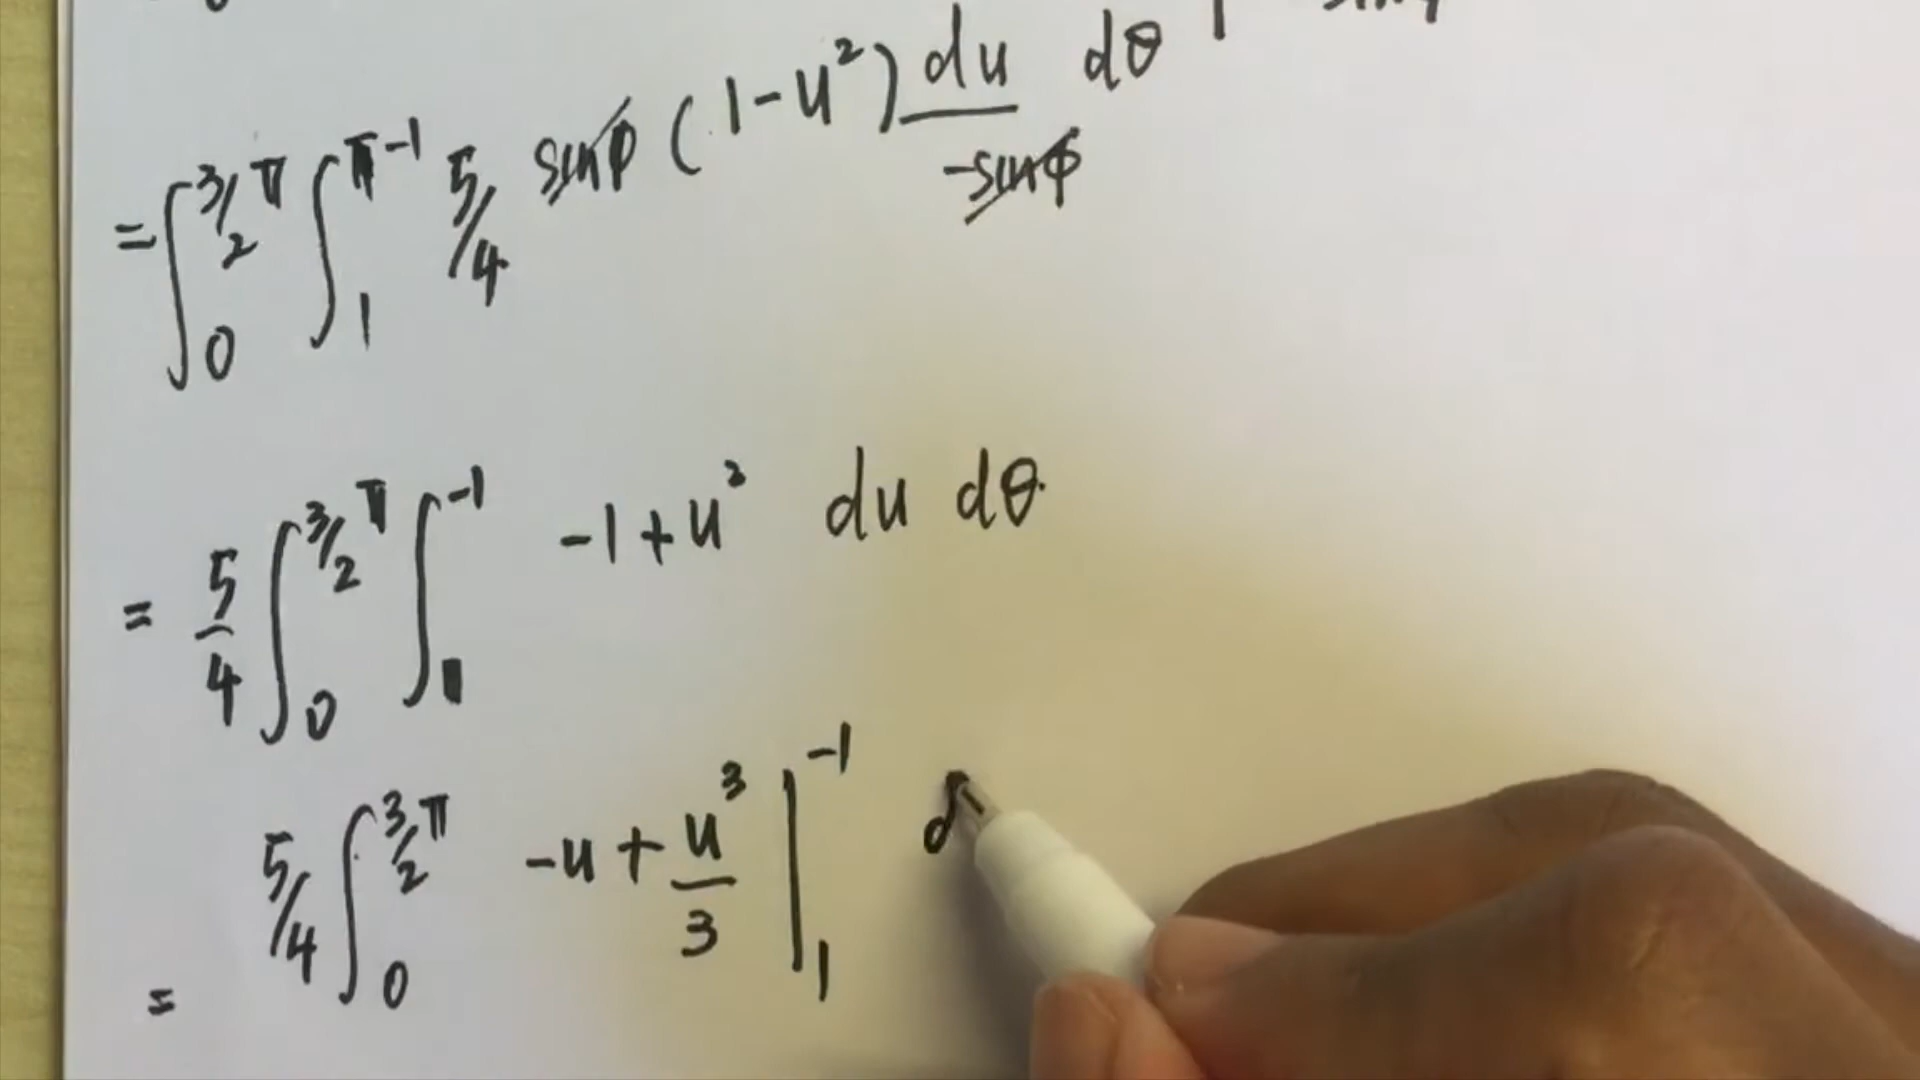 = ∫₀^{3/2 π} ∫₁^{-1} 5/4 sinϕ (1-u²) du/-sinϕ dθ
= 5/4 ∫₀^{3/2 π} ∫₁^{-1} -1+u² du dθ
= 5/4 ∫₀^{3/2 π} -u + u³/3 |₁^{-1} d